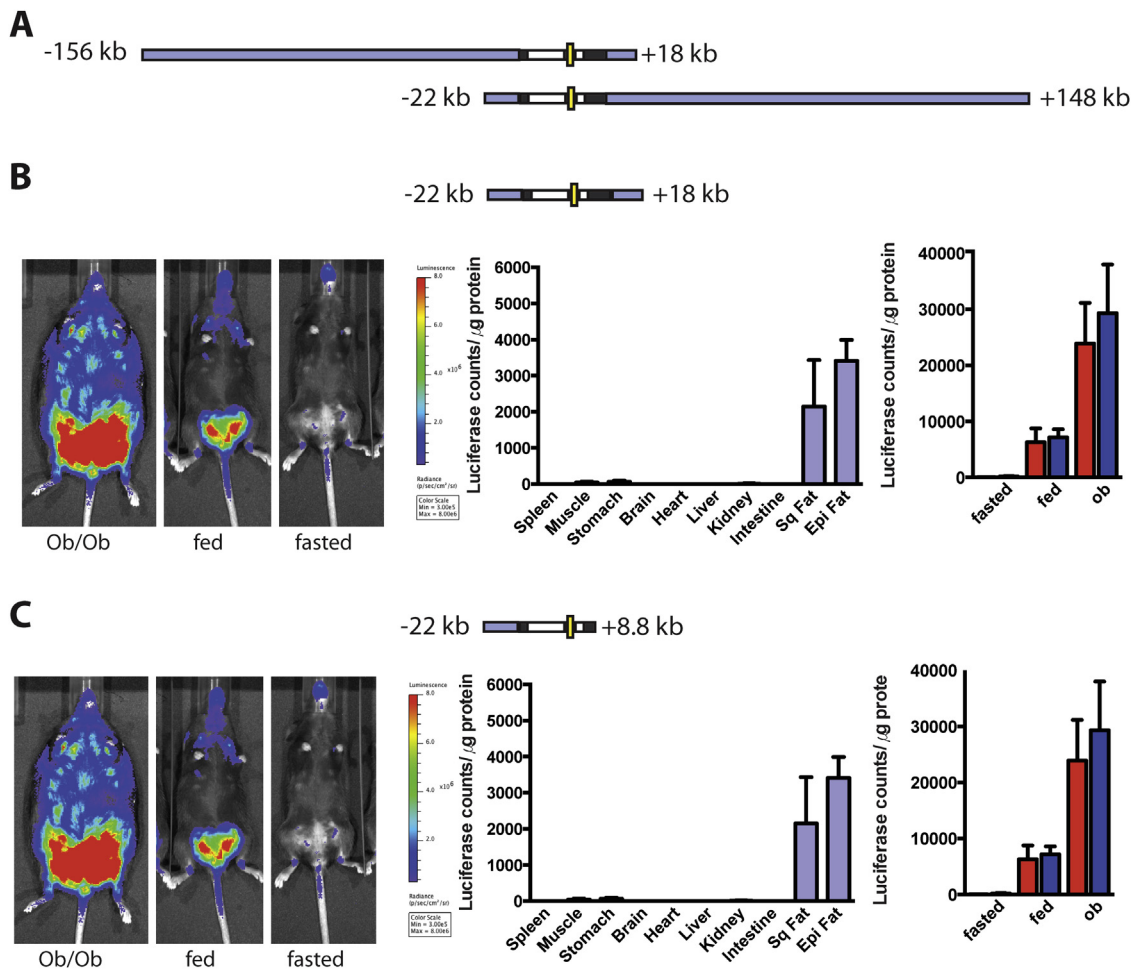 A
-156 kb
+18 kb
-22 kb
+148 kb
B
-22 kb
+18 kb
Ob/Ob
fed
fasted
Luminescence
8.0
6.0
4.0
x10⁶
2.0
Radiance
(p/sec/cm²/sr)
Color Scale
Min = 3.00e5
Max = 8.00e6
Luciferase counts/ µg protein
6000
5000
4000
3000
2000
1000
0
Spleen
Muscle
Stomach
Brain
Heart
Liver
Kidney
Intestine
Sq Fat
Epi Fat
Luciferase counts/ µg protein
40000
30000
20000
10000
0
fasted
fed
ob
C
-22 kb
+8.8 kb
Ob/Ob
fed
fasted
Luminescence
8.0
6.0
4.0
x10⁶
2.0
Radiance
(p/sec/cm²/sr)
Color Scale
Min = 3.00e5
Max = 8.00e6
Luciferase counts/ µg protein
6000
5000
4000
3000
2000
1000
0
Spleen
Muscle
Stomach
Brain
Heart
Liver
Kidney
Intestine
Sq Fat
Epi Fat
Luciferase counts/ µg prote
40000
30000
20000
10000
0
fasted
fed
ob